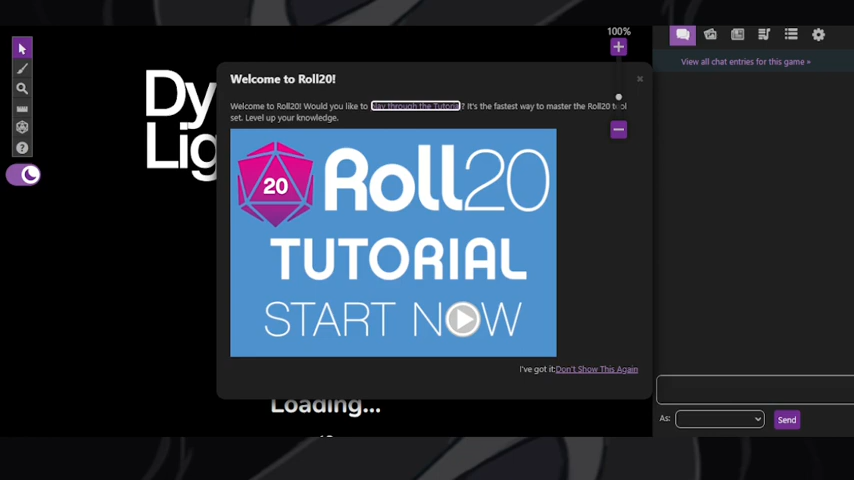 100%
View all chat entries for this game »
Welcome to Roll20!
Welcome to Roll20! Would you like to play through the Tutorial? It's the fastest way to master the Roll20 tool
set. Level up your knowledge.
Dy
Lig
20
Roll20
TUTORIAL
START NOW
I've got it: Don't Show This Again
Loading...
As:
Send